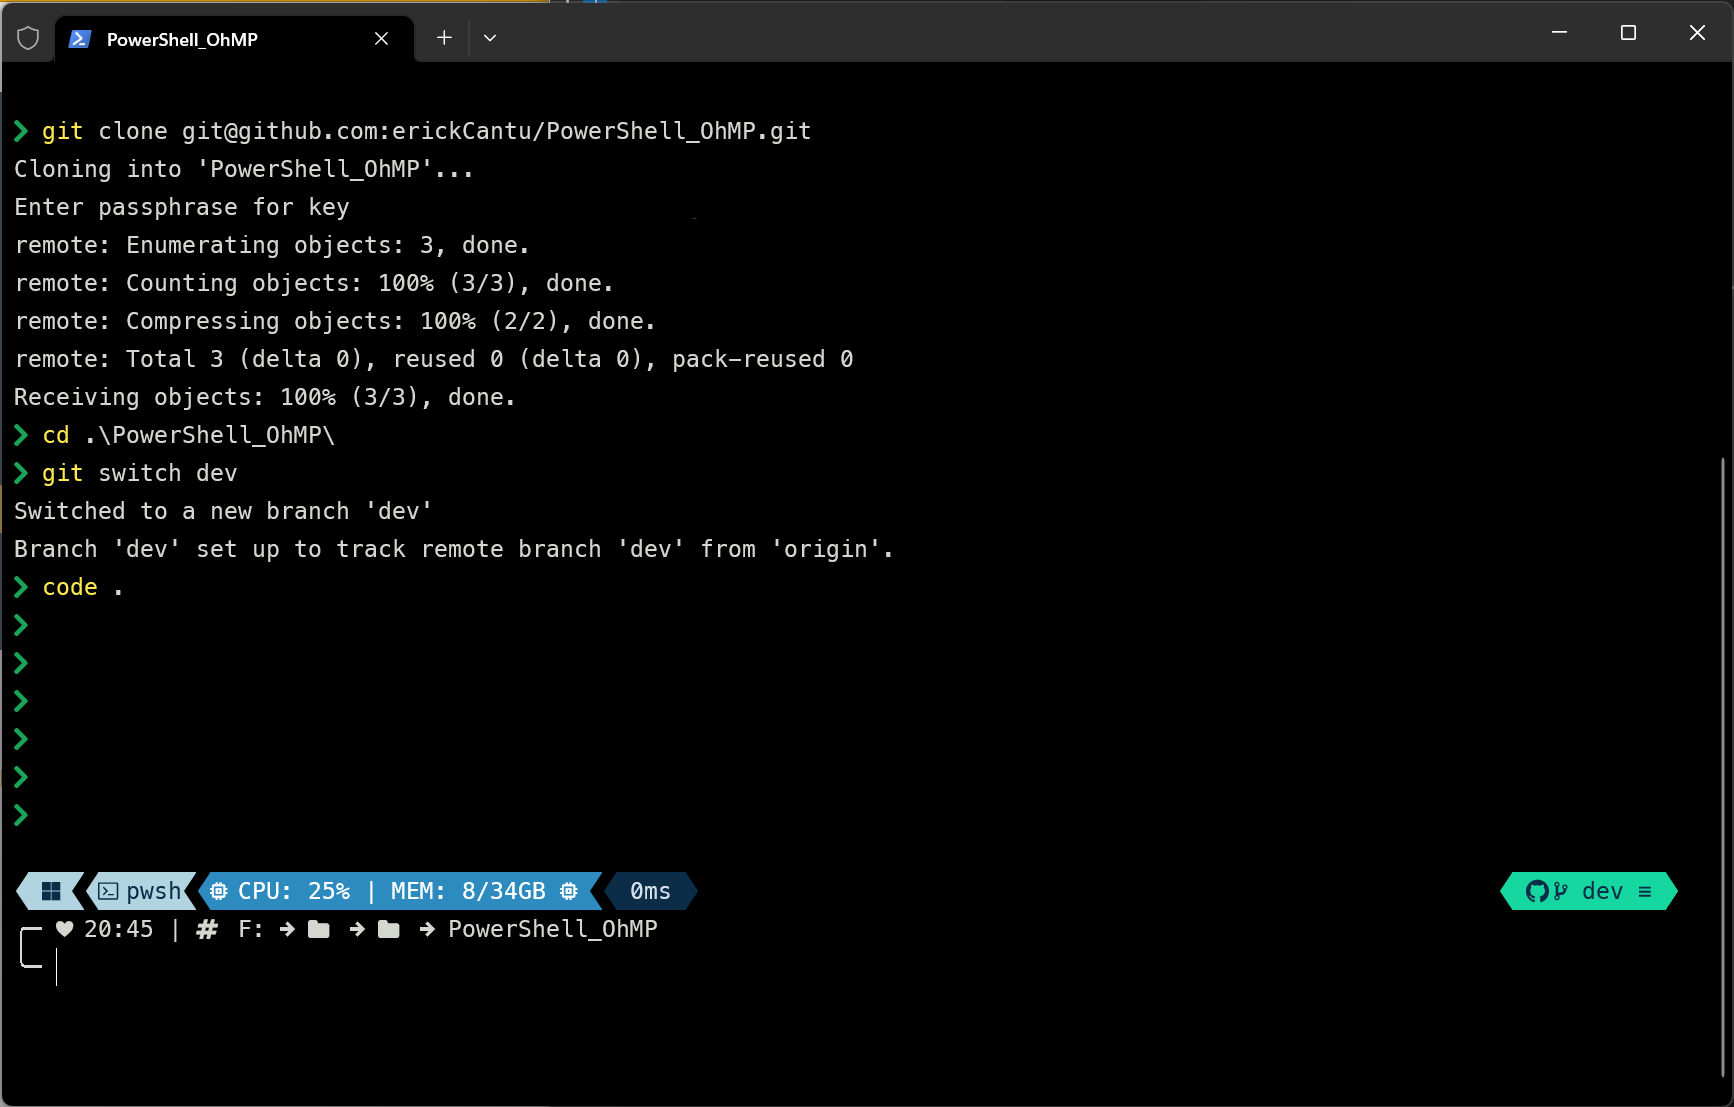 PowerShell_OhMP
git clone git@github.com:erickCantu/PowerShell_OhMP.git
Cloning into 'PowerShell_OhMP'...
Enter passphrase for key
remote: Enumerating objects: 3, done.
remote: Counting objects: 100% (3/3), done.
remote: Compressing objects: 100% (2/2), done.
remote: Total 3 (delta 0), reused 0 (delta 0), pack-reused 0
Receiving objects: 100% (3/3), done.
cd .\PowerShell_OhMP\
git switch dev
Switched to a new branch 'dev'
Branch 'dev' set up to track remote branch 'dev' from 'origin'.
code .
pwsh CPU: 25% | MEM: 8/34GB 0ms dev ≡
♥ 20:45 | # F: → → → PowerShell_OhMP